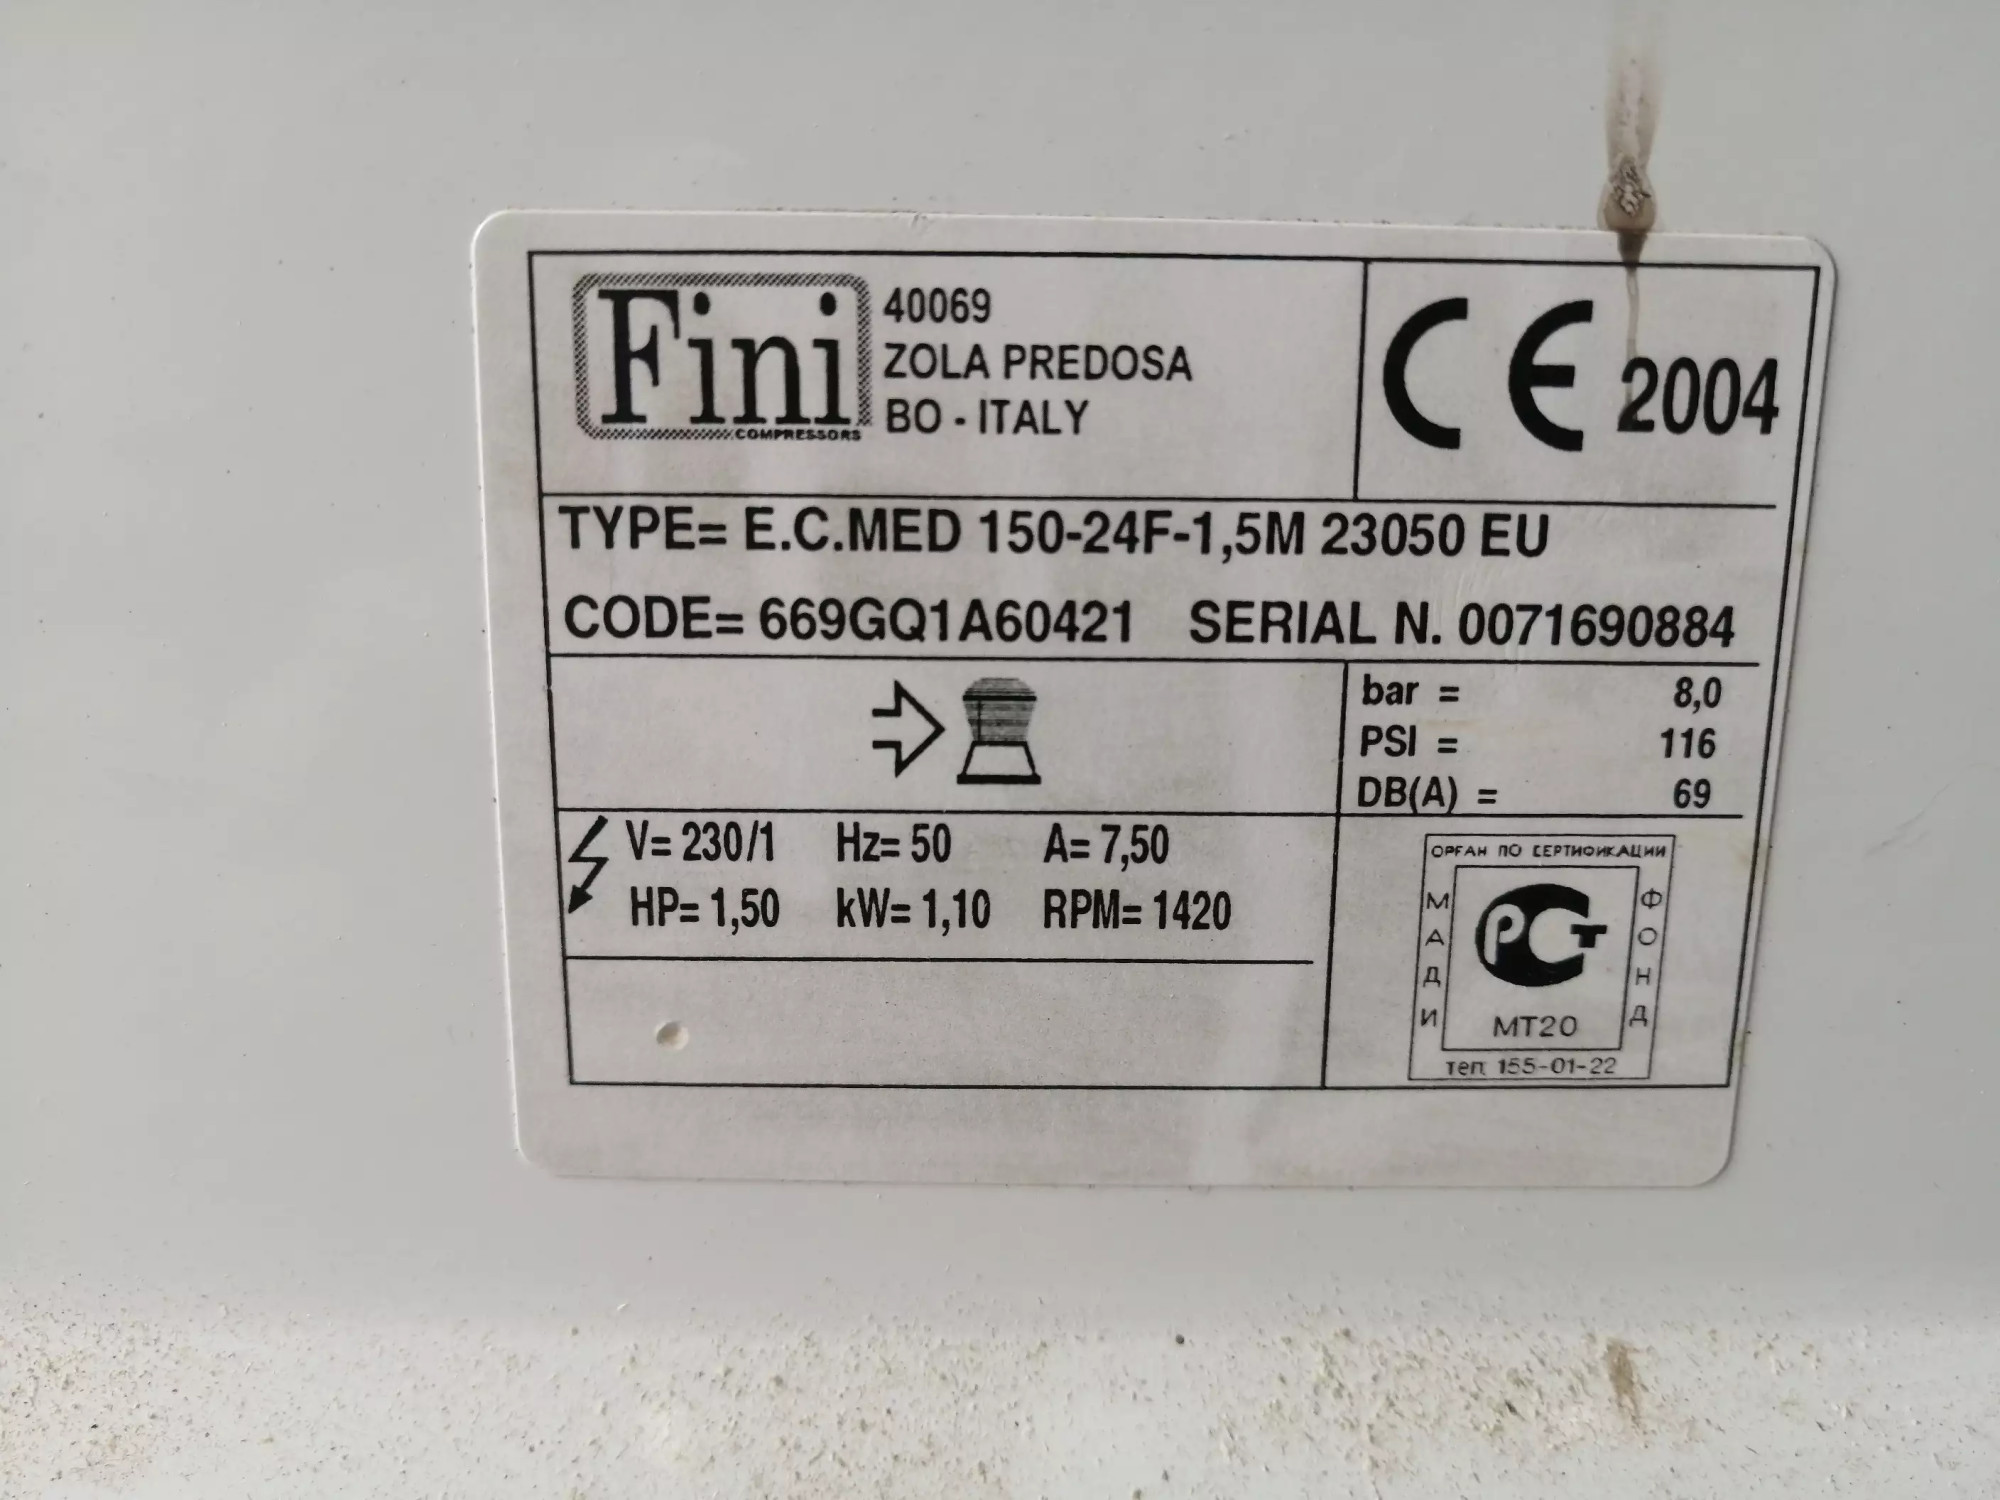 Fini
COMPRESSORS
40069
ZOLA PREDOSA
BO - ITALY
CE 2004
TYPE= E.C.MED 150-24F-1,5M 23050 EU
CODE= 669GQ1A60421 SERIAL N. 0071690884
bar = 8,0
PSI = 116
DB(A) = 69
V= 230/1 Hz= 50 A= 7,50
HP= 1,50 kW= 1,10 RPM= 1420
ОРГАН ПО СЕРТИФИКАЦИИ
МАДИ
ФОНД
РСТ
МТ20
тел. 155-01-22